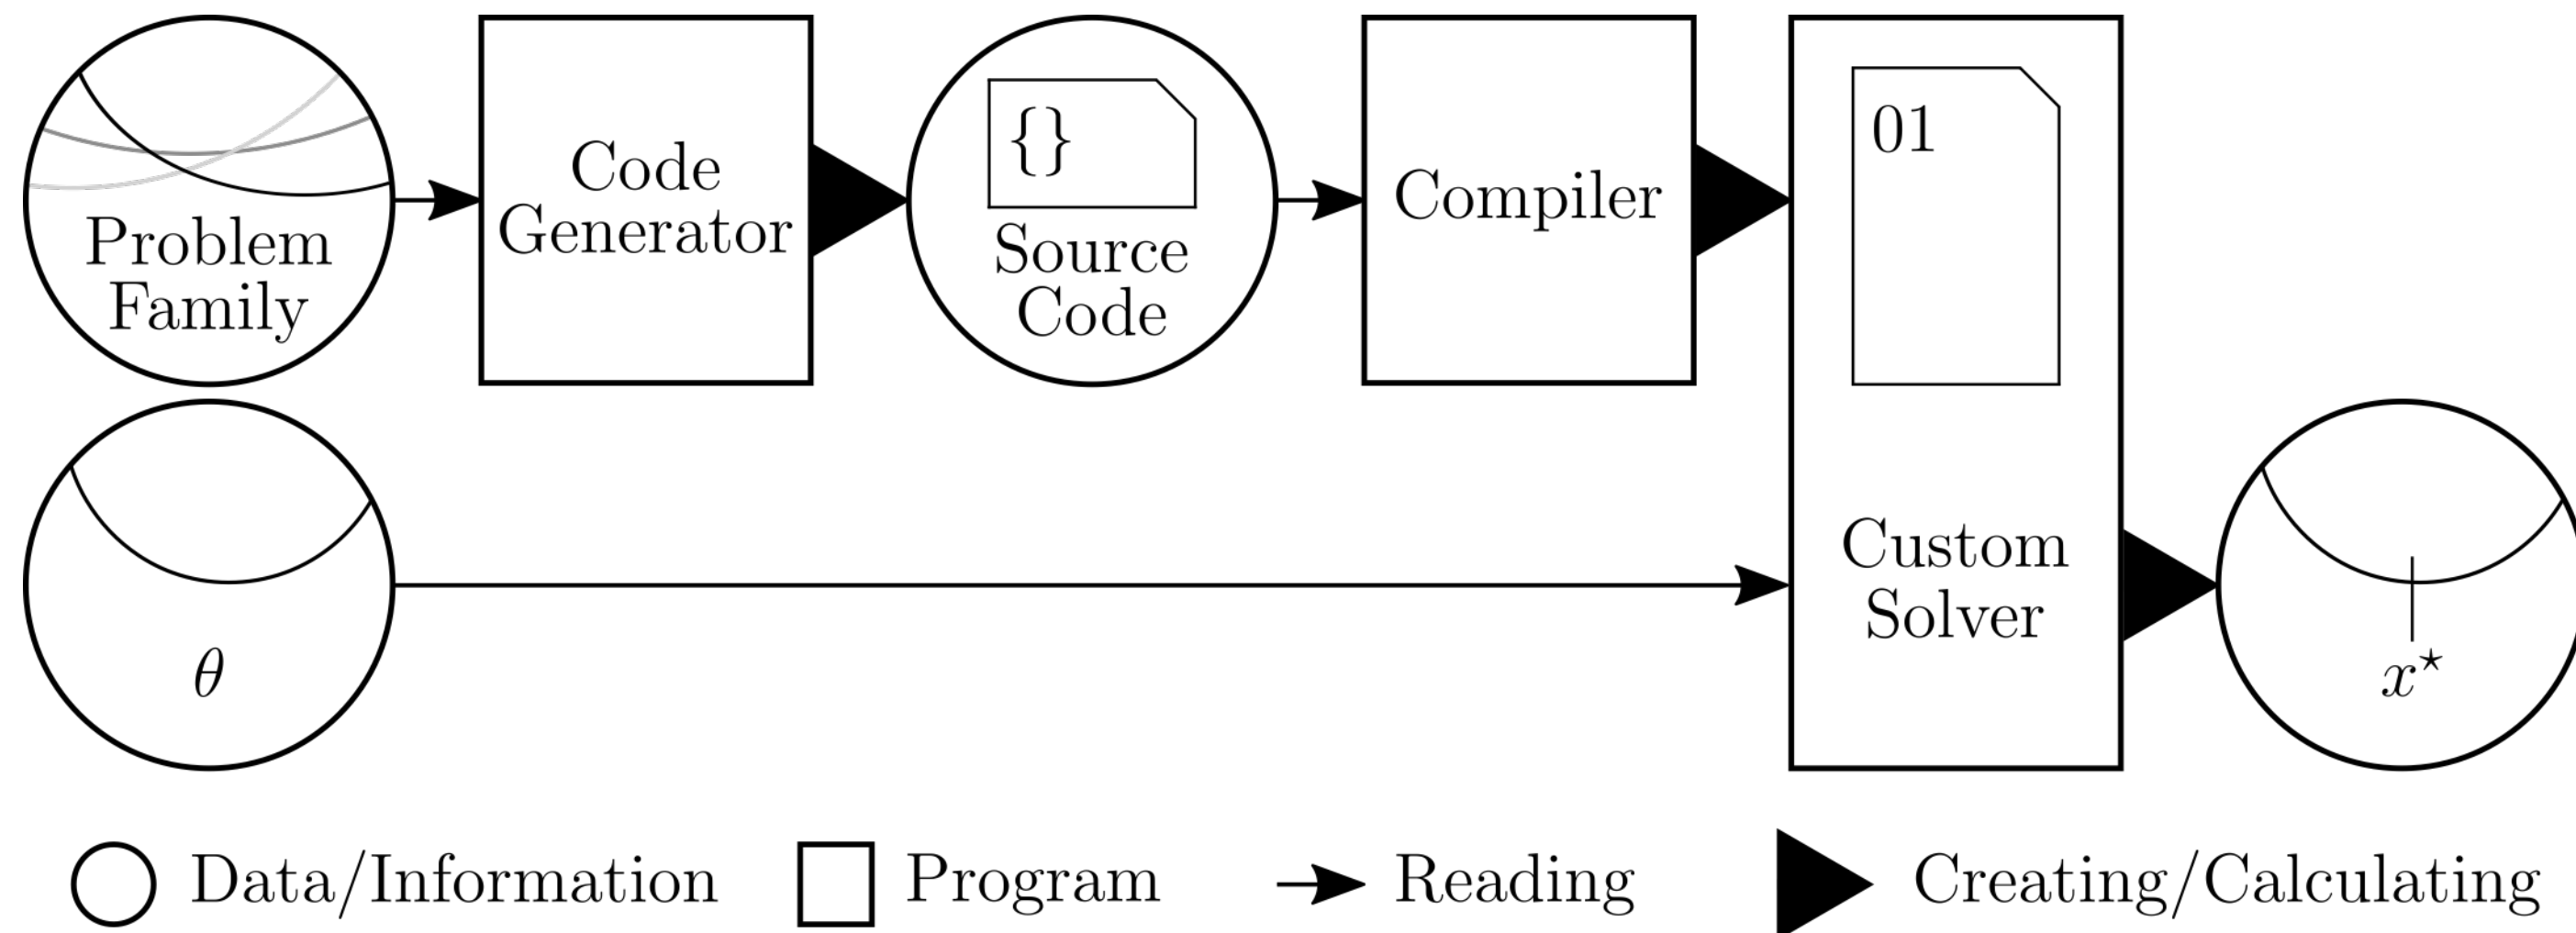 Problem
Family
Code
Generator
{}
Source
Code
Compiler
01
Custom
Solver
θ
x⋆
Data/Information
Program
Reading
Creating/Calculating